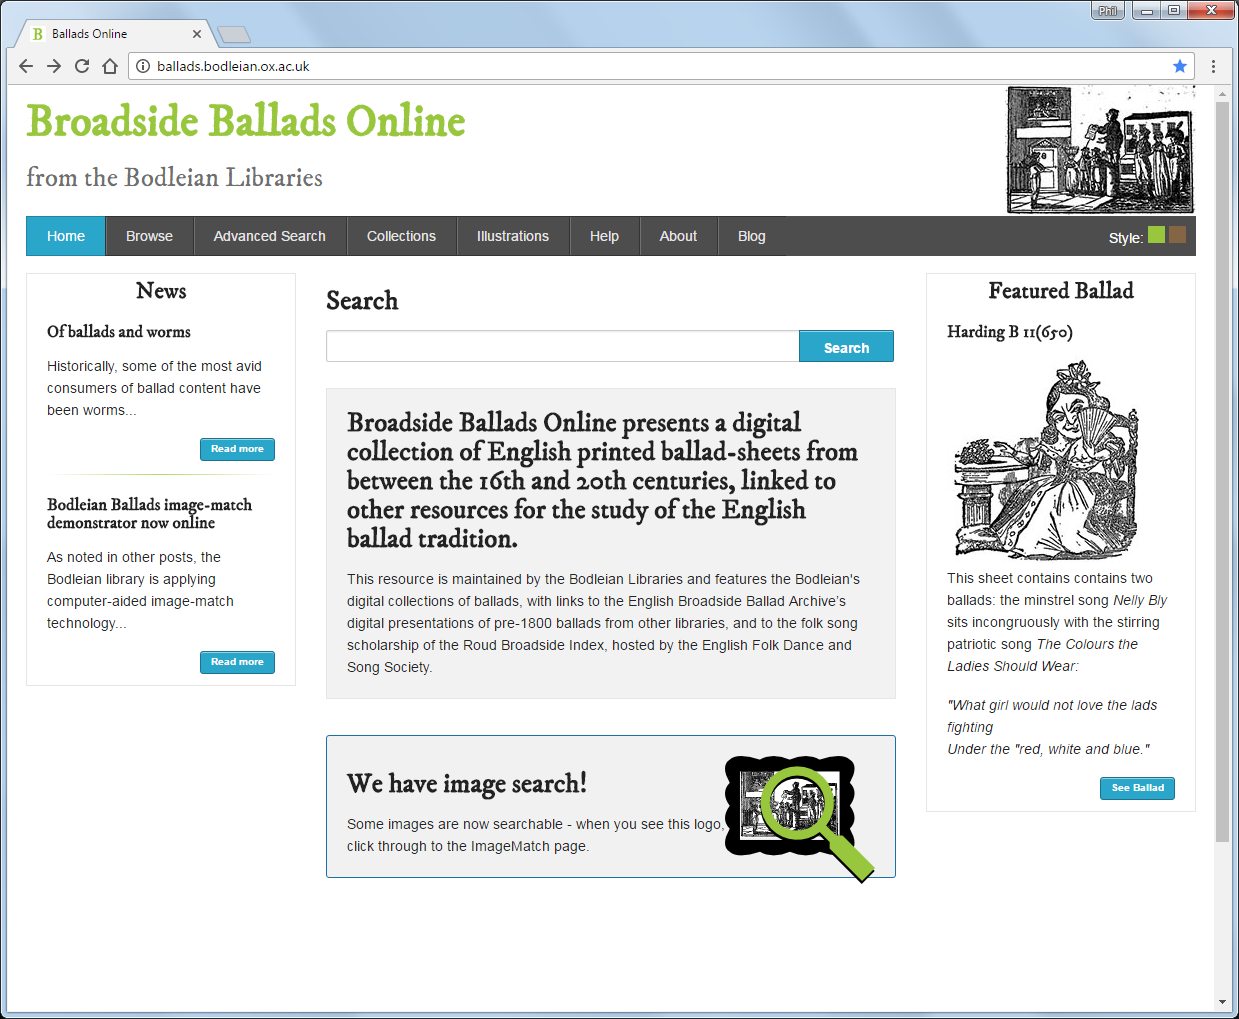 Phil
Ballads Online
ballads.bodleian.ox.ac.uk
Broadside Ballads Online
from the Bodleian Libraries
Home
Browse
Advanced Search
Collections
Illustrations
Help
About
Blog
Style:
News
Of ballads and worms
Historically, some of the most avid
consumers of ballad content have
been worms...
Read more
Bodleian Ballads image-match
demonstrator now online
As noted in other posts, the
Bodleian library is applying
computer-aided image-match
technology...
Read more
Search
Search
Broadside Ballads Online presents a digital
collection of English printed ballad-sheets from
between the 16th and 20th centuries, linked to
other resources for the study of the English
ballad tradition.
This resource is maintained by the Bodleian Libraries and features the Bodleian's
digital collections of ballads, with links to the English Broadside Ballad Archive’s
digital presentations of pre-1800 ballads from other libraries, and to the folk song
scholarship of the Roud Broadside Index, hosted by the English Folk Dance and
Song Society.
We have image search!
Some images are now searchable - when you see this logo,
click through to the ImageMatch page.
Featured Ballad
Harding B 11(650)
This sheet contains contains two
ballads: the minstrel song Nelly Bly
sits incongruously with the stirring
patriotic song The Colours the
Ladies Should Wear:
"What girl would not love the lads
fighting
Under the "red, white and blue."
See Ballad